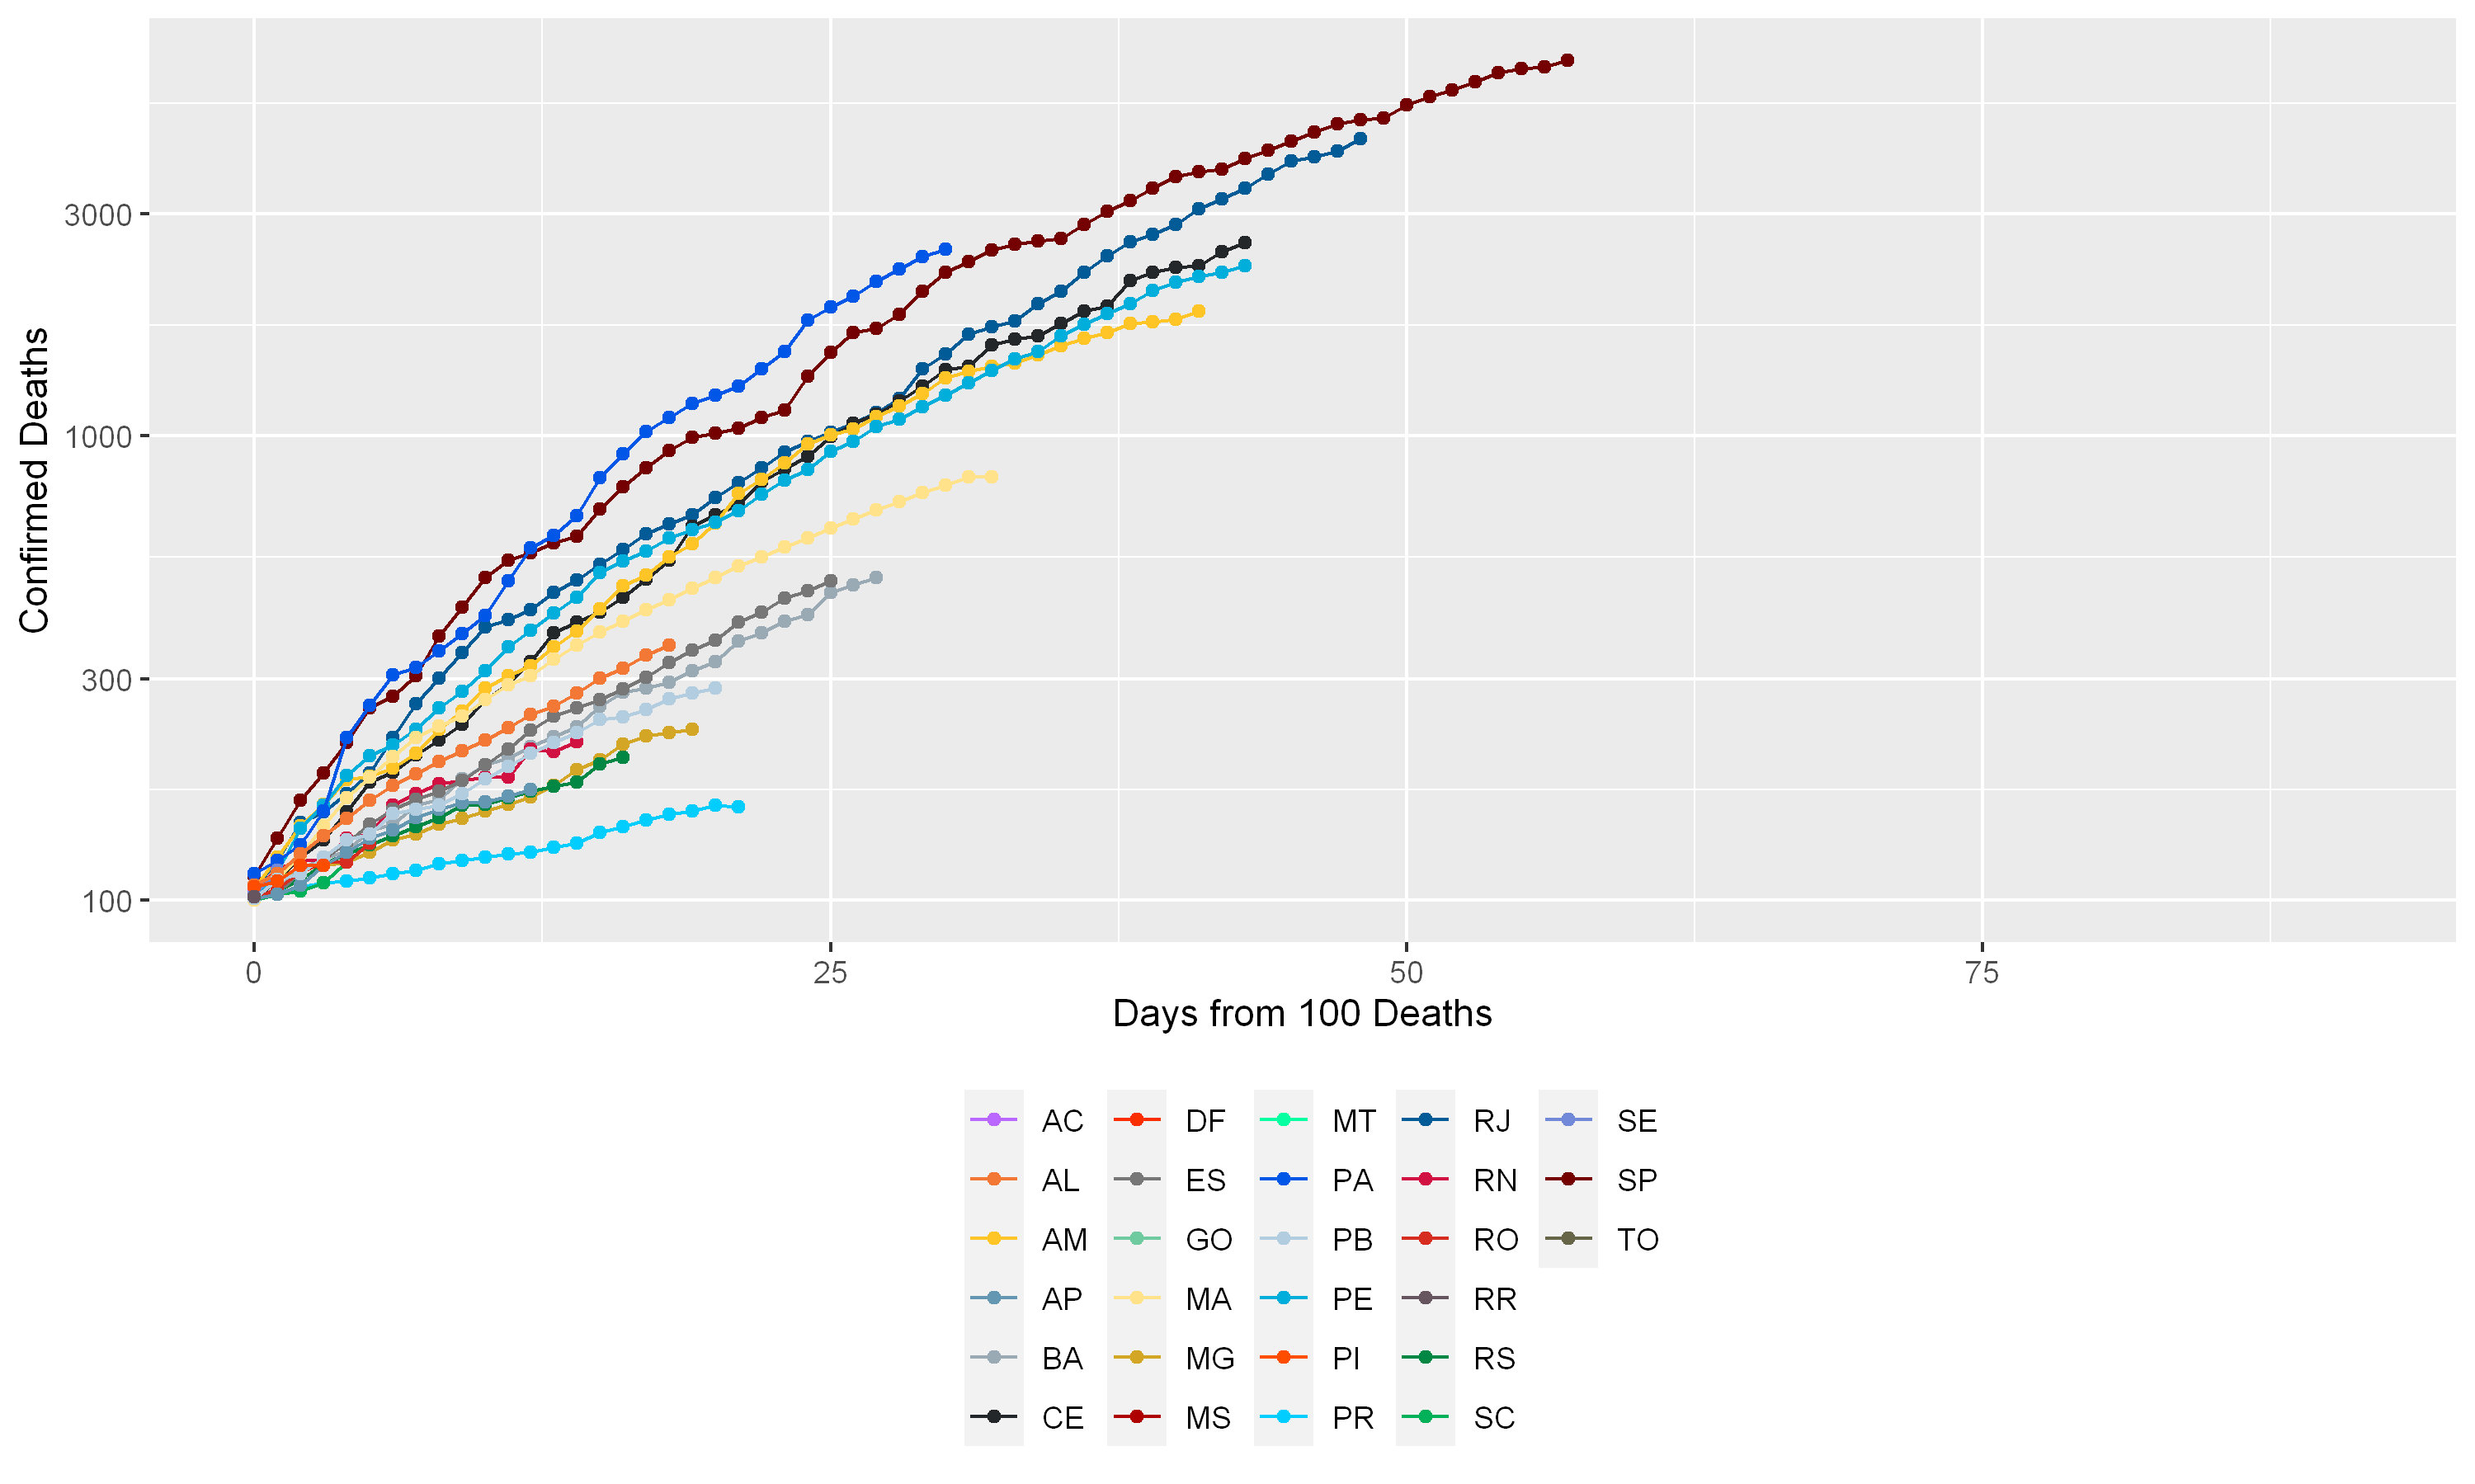 Confirmed Deaths
3000
1000
300
100
0 25 50 75
Days from 100 Deaths
AC DF MT RJ SE
AL ES PA RN SP
AM GO PB RO TO
AP MA PE RR
BA MG PI RS
CE MS PR SC